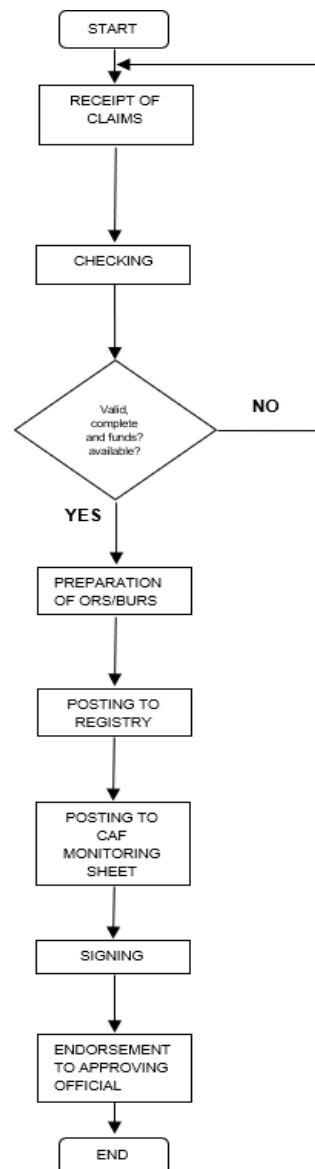 START
RECEIPT OF
CLAIMS
CHECKING
Valid,
complete
and funds?
available?
NO
YES
PREPARATION
OF ORS/BURS
POSTING TO
REGISTRY
POSTING TO
CAF
MONITORING
SHEET
SIGNING
ENDORSEMENT
TO APPROVING
OFFICIAL
END